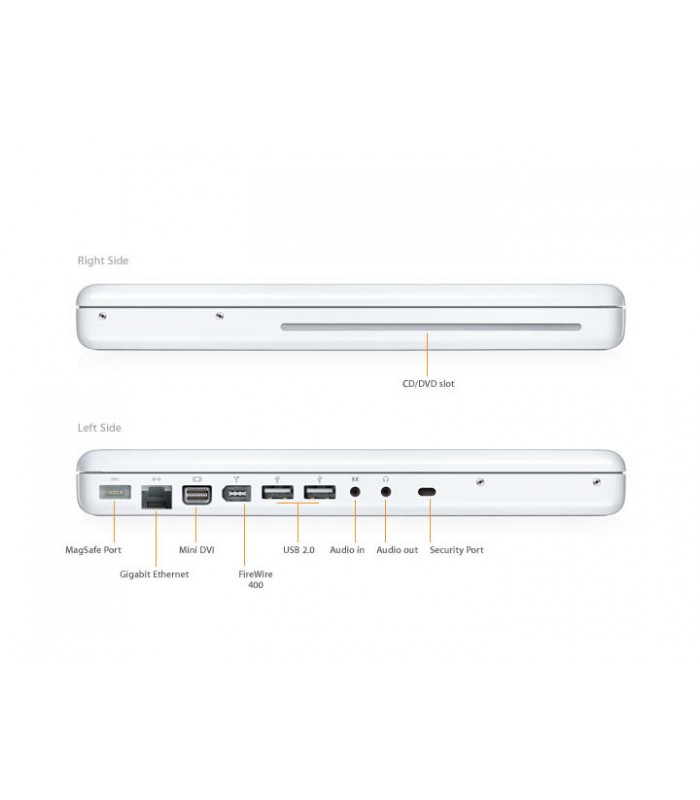 Right Side
CD/DVD slot
Left Side
MagSafe Port
Gigabit Ethernet
Mini DVI
FireWire
400
USB 2.0
Audio in
Audio out
Security Port